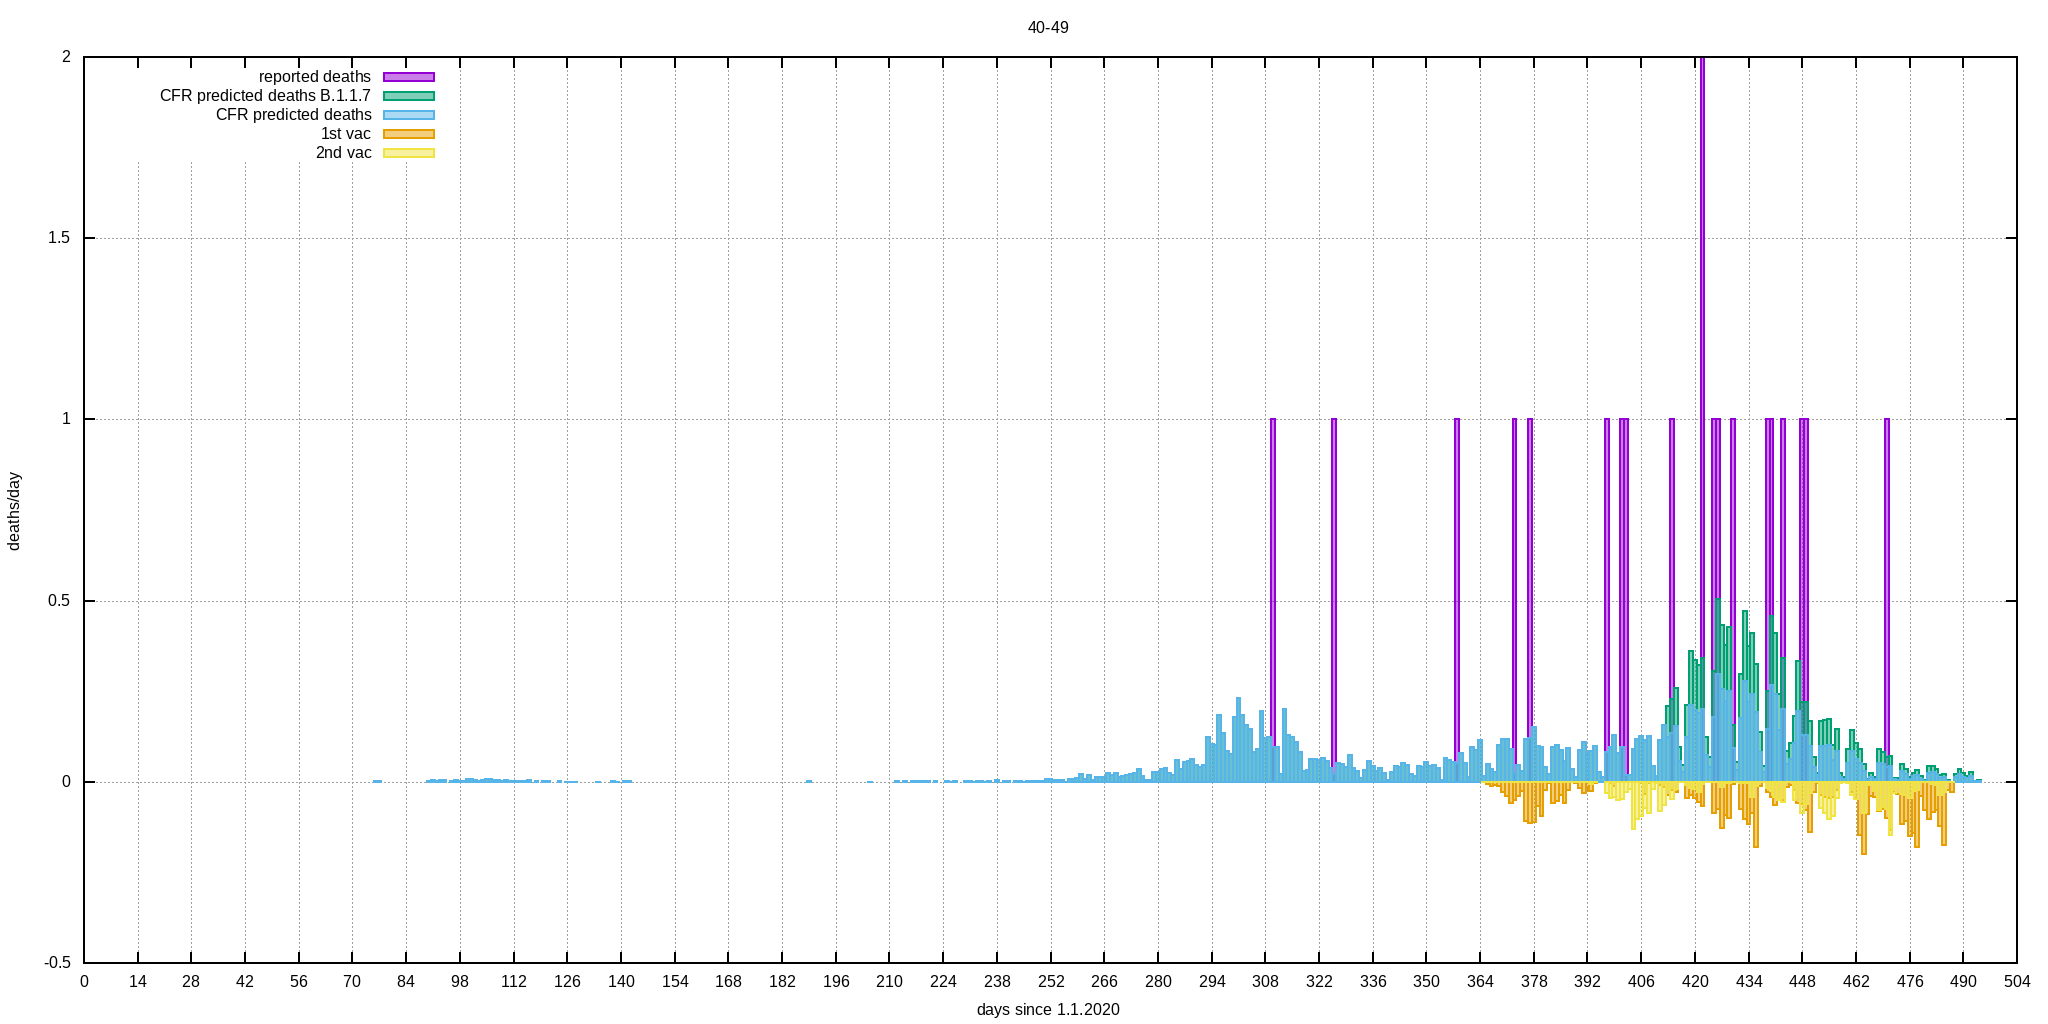 40-49
reported deaths
CFR predicted deaths B.1.1.7
CFR predicted deaths
1st vac
2nd vac
2
1.5
1
0.5
0
-0.5
deaths/day
0 14 28 42 56 70 84 98 112 126 140 154 168 182 196 210 224 238 252 266 280 294 308 322 336 350 364 378 392 406 420 434 448 462 476 490 504
days since 1.1.2020